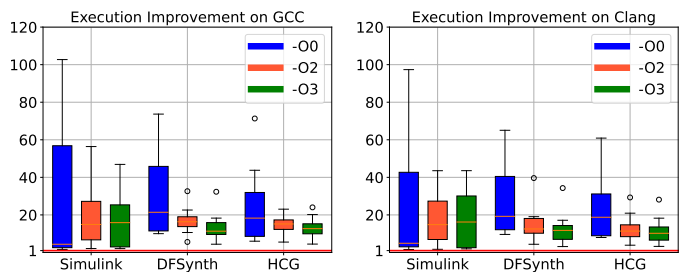 Execution Improvement on GCC
120
100
80
60
40
20
1
-O0
-O2
-O3
Simulink DFSynth HCG
Execution Improvement on Clang
120
100
80
60
40
20
1
-O0
-O2
-O3
Simulink DFSynth HCG